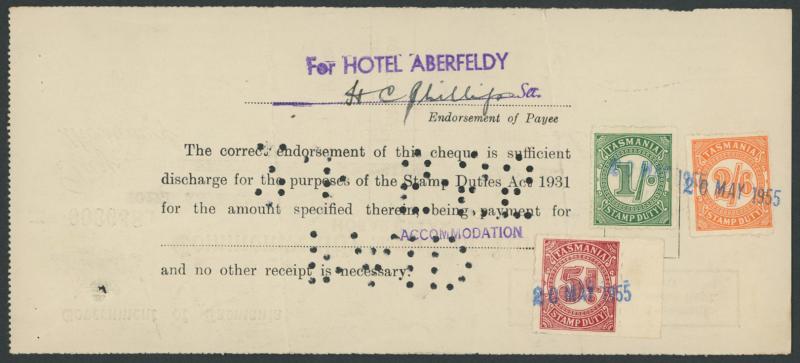 For HOTEL ABERFELDY
H C Phillips Sec.
Endorsement of Payee
The correct endorsement of this cheque is sufficient
discharge for the purposes of the Stamp Duties Act 1931
for the amount specified therein, being payment for
ACCOMMODATION
and no other receipt is necessary.
TASMANIA
1/-
STAMP DUTY
TASMANIA
2/6
STAMP DUTY
20 MAY 1955
TASMANIA
5d
STAMP DUTY
20 MAY 1955